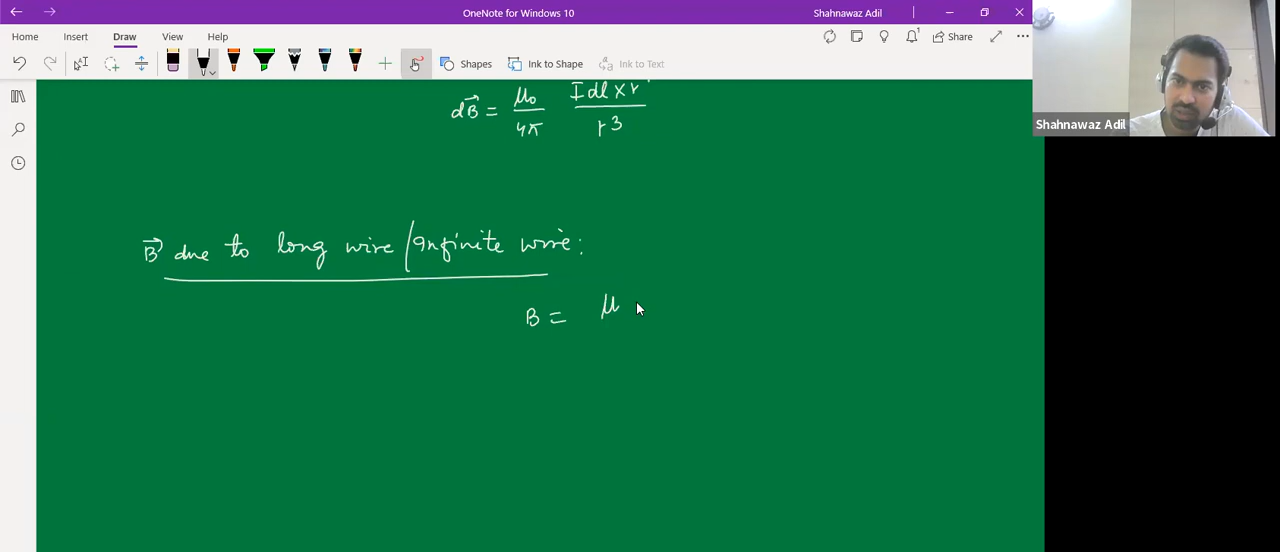 OneNote for Windows 10
Shahnawaz Adil
Home Insert Draw View Help
Share
Shapes
Ink to Shape
Ink to Text
Shahnawaz Adil
dB⃗ = μ₀/4π I dl × r / r3
B⃗ due to long wire/Infinite wire:
B = μ